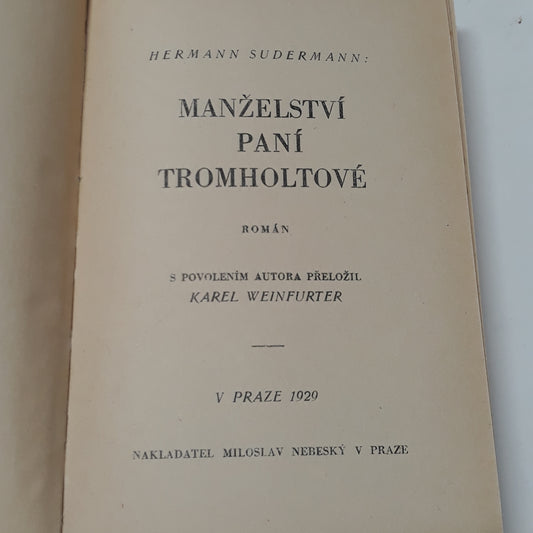 HERMANN SUDERMANN:
MANŽELSTVÍ
PANÍ
TROMHOLTOVÉ
ROMÁN
S POVOLENÍM AUTORA PŘELOŽIL
KAREL WEINFURTER
V PRAZE 1929
NAKLADATEL MILOSLAV NEBESKÝ V PRAZE